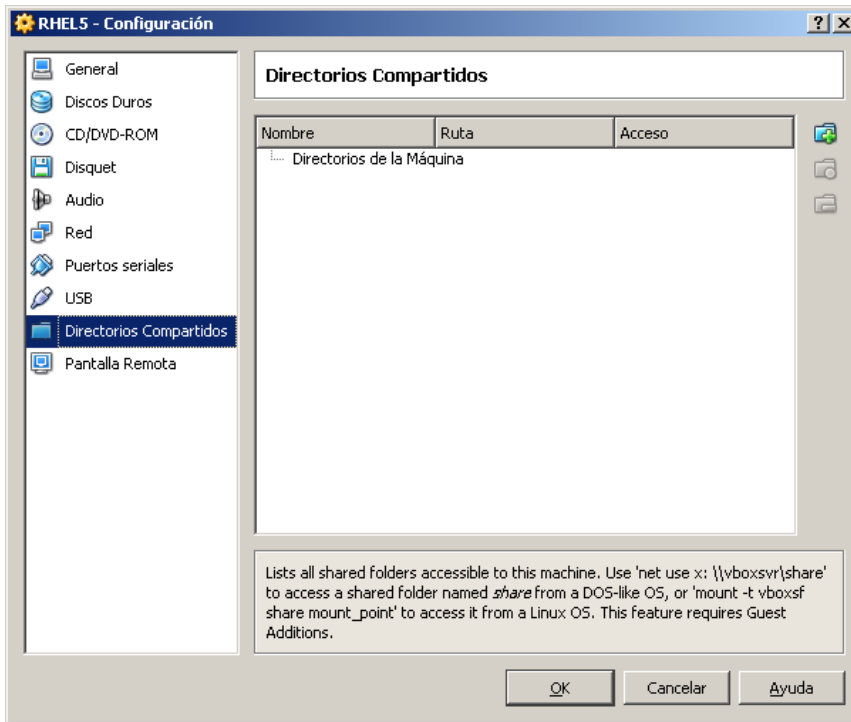 RHEL5 - Configuración
General
Discos Duros
CD/DVD-ROM
Disquet
Audio
Red
Puertos seriales
USB
Directorios Compartidos
Pantalla Remota
Directorios Compartidos
Nombre Ruta Acceso
Directorios de la Máquina
Lists all shared folders accessible to this machine. Use 'net use x: \\vboxsvr\share'
to access a shared folder named share from a DOS-like OS, or 'mount -t vboxsf
share mount_point' to access it from a Linux OS. This feature requires Guest
Additions.
OK Cancelar Ayuda